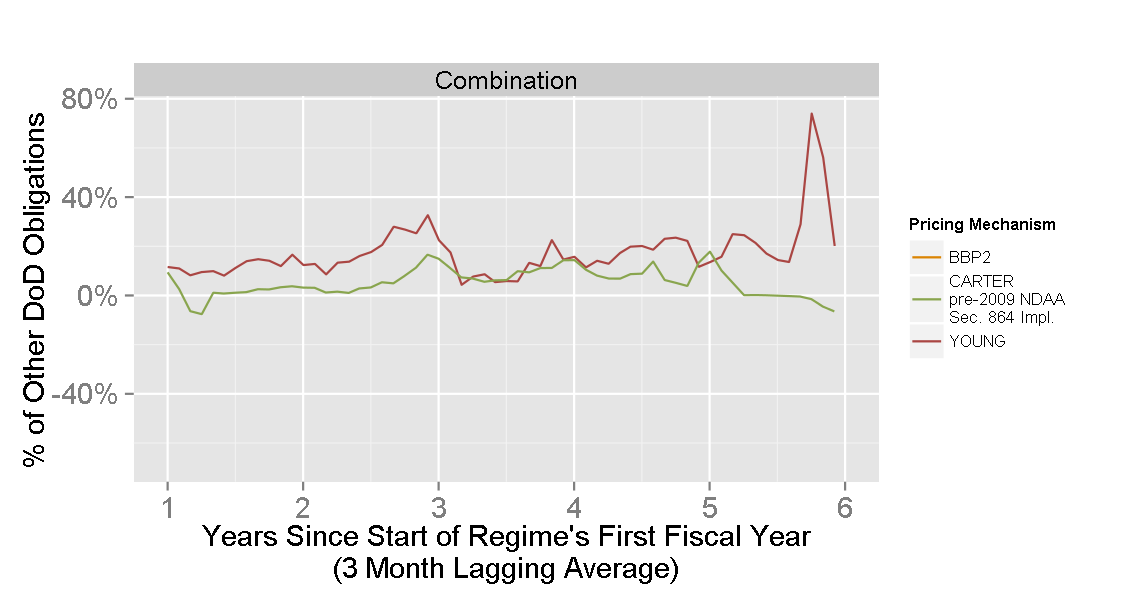 Combination
80%
40%
0%
-40%
% of Other DoD Obligations
1 2 3 4 5 6
Years Since Start of Regime's First Fiscal Year
(3 Month Lagging Average)
Pricing Mechanism
BBP2
CARTER
pre-2009 NDAA
Sec. 864 Impl.
YOUNG